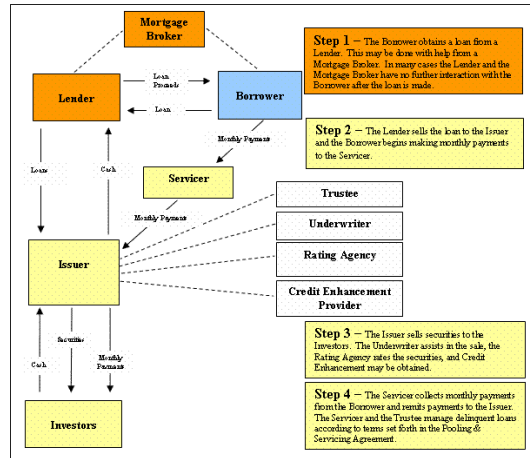 Mortgage
Broker
Lender
Loan
Proceeds
Loan
Borrower
Monthly Payment
Servicer
Monthly Payment
Loans
Cash
Issuer
Trustee
Underwriter
Rating Agency
Credit Enhancement
Provider
Securities
Cash
Monthly
Payment
Investors
Step 1 – The Borrower obtains a loan from a
Lender. This may be done with help from a
Mortgage Broker. In many cases the Lender and the
Mortgage Broker have no further interaction with the
Borrower after the loan is made.
Step 2 – The Lender sells the loan to the Issuer
and the Borrower begins making monthly payments
to the Servicer.
Step 3 – The Issuer sells securities to the
Investors. The Underwriter assists in the sale, the
Rating Agency rates the securities, and Credit
Enhancement may be obtained.
Step 4 – The Servicer collects monthly payments
from the Borrower and remits payments to the Issuer.
The Servicer and the Trustee manage delinquent loans
according to terms set forth in the Pooling &
Servicing Agreement.